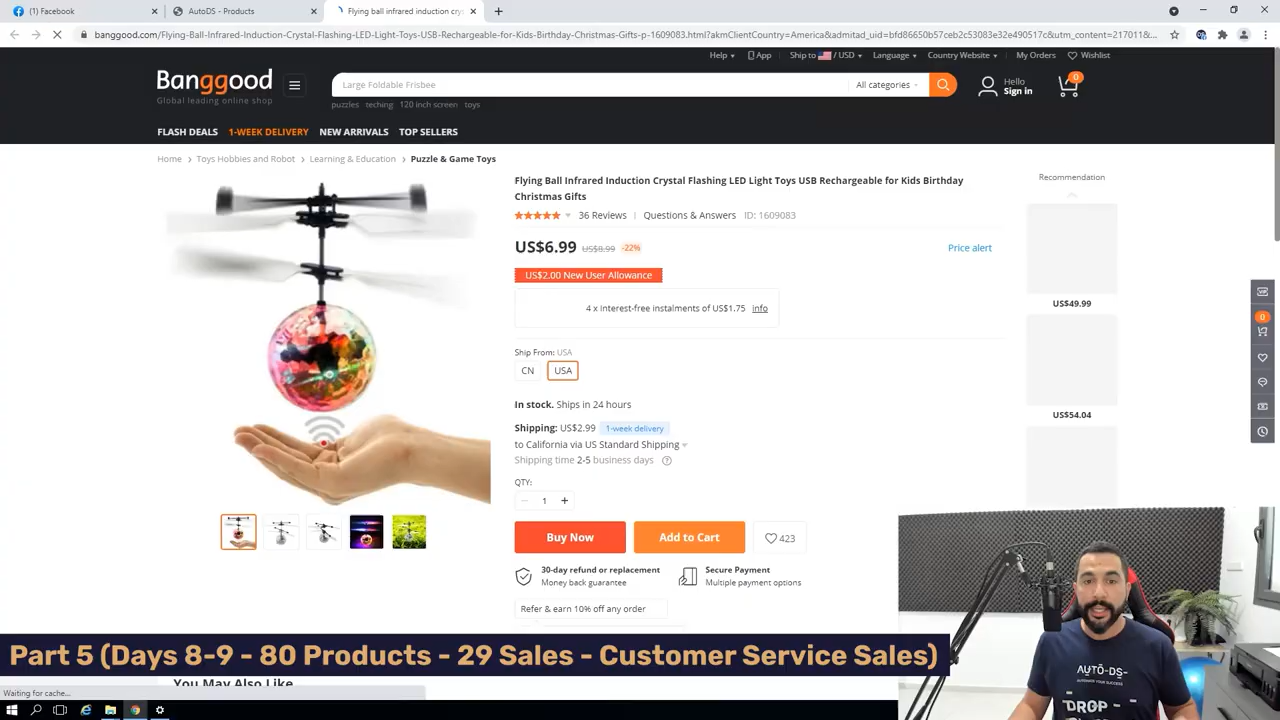 (1) Facebook
AutoDS - Products
Flying ball infrared induction cry
banggood.com/Flying-Ball-Infrared-Induction-Crystal-Flashing-LED-Light-Toys-USB-Rechargeable-for-Kids-Birthday-Christmas-Gifts-p-1609083.html?akmClientCountry=America&admitad_uid=bfd86650b57ceb2c53083e32e490517c&utm_content=217011&...
Help
App
Ship to / USD
Language
Country Website
My Orders
Wishlist
Banggood
Global leading online shop
Large Foldable Frisbee
All categories
Hello
Sign in
0
puzzles teching 120 inch screen toys
FLASH DEALS 1-WEEK DELIVERY NEW ARRIVALS TOP SELLERS
Home > Toys Hobbies and Robot > Learning & Education > Puzzle & Game Toys
Flying Ball Infrared Induction Crystal Flashing LED Light Toys USB Rechargeable for Kids Birthday
Christmas Gifts
36 Reviews | Questions & Answers ID: 1609083
US$6.99 US$8.99 -22%
Price alert
US$2.00 New User Allowance
4 x interest-free instalments of US$1.75 info
Ship From: USA
CN USA
In stock. Ships in 24 hours
Shipping: US$2.99 1-week delivery
to California via US Standard Shipping
Shipping time 2-5 business days
QTY:
1 +
Buy Now
Add to Cart
423
30-day refund or replacement
Money back guarantee
Secure Payment
Multiple payment options
Refer & earn 10% off any order
Recommendation
US$49.99
US$54.04
0
Part 5 (Days 8-9 - 80 Products - 29 Sales - Customer Service Sales)
You May Also Like
Waiting for cache...
AUTO-DS-
AUTOMATE YOUR SUCCESS
DROP